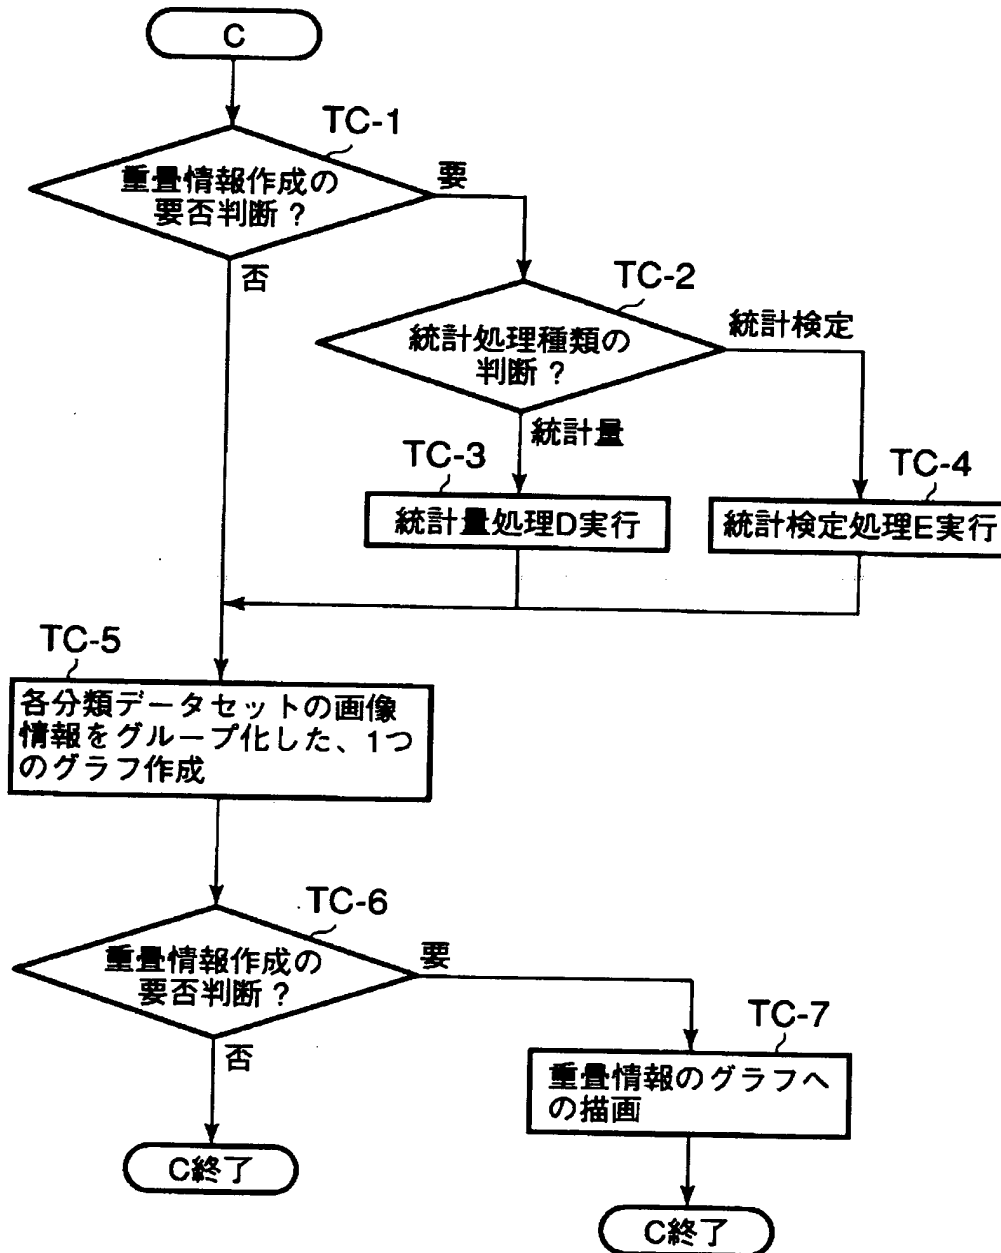 C
TC-1
重畳情報作成の
要否判断？
要
否
TC-2
統計処理種類の
判断？
統計検定
統計量
TC-3
統計量処理D実行
TC-4
統計検定処理E実行
TC-5
各分類データセットの画像
情報をグループ化した、1つ
のグラフ作成
TC-6
重畳情報作成の
要否判断？
要
否
TC-7
重畳情報のグラフへ
の描画
C終了
C終了